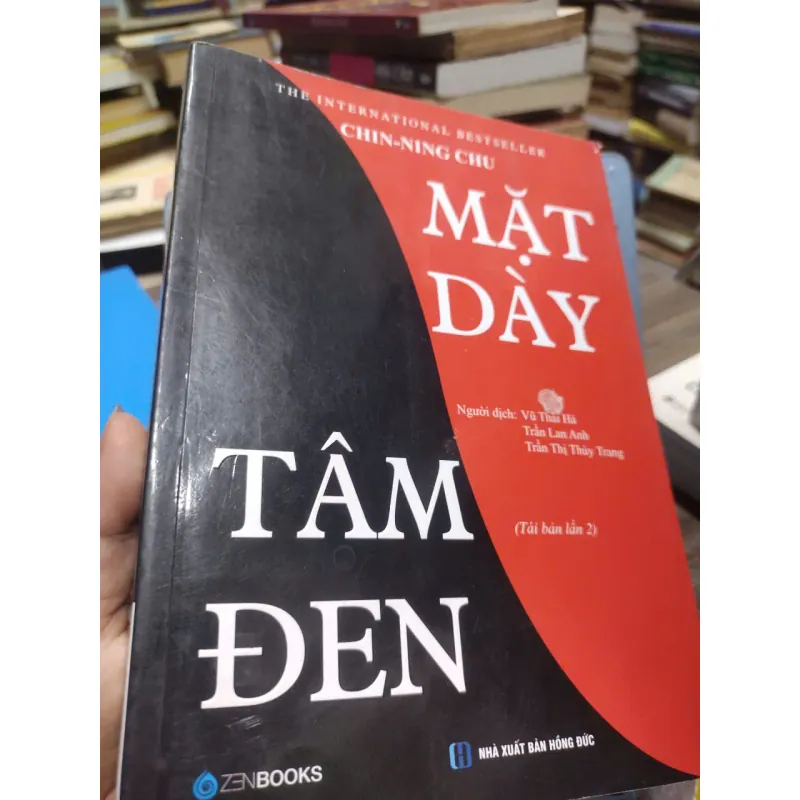 THE INTERNATIONAL BESTSELLER
CHIN-NING CHU
MẶT
DÀY
Người dịch: Vũ Thái Hà
Trần Lan Anh
Trần Thị Thùy Trang
TÂM
(Tái bản lần 2)
ĐEN
ZENBOOKS
NHÀ XUẤT BẢN HỒNG ĐỨC